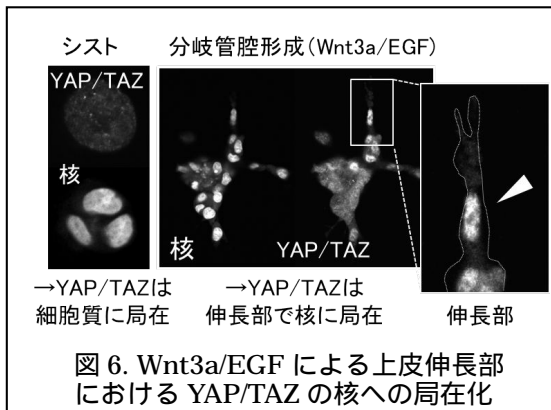 シスト
分岐管腔形成(Wnt3a/EGF)
YAP/TAZ
核
核
YAP/TAZ
→YAP/TAZは
細胞質に局在
→YAP/TAZは
伸長部で核に局在
伸長部
図 6. Wnt3a/EGF による上皮伸長部
における YAP/TAZ の核への局在化